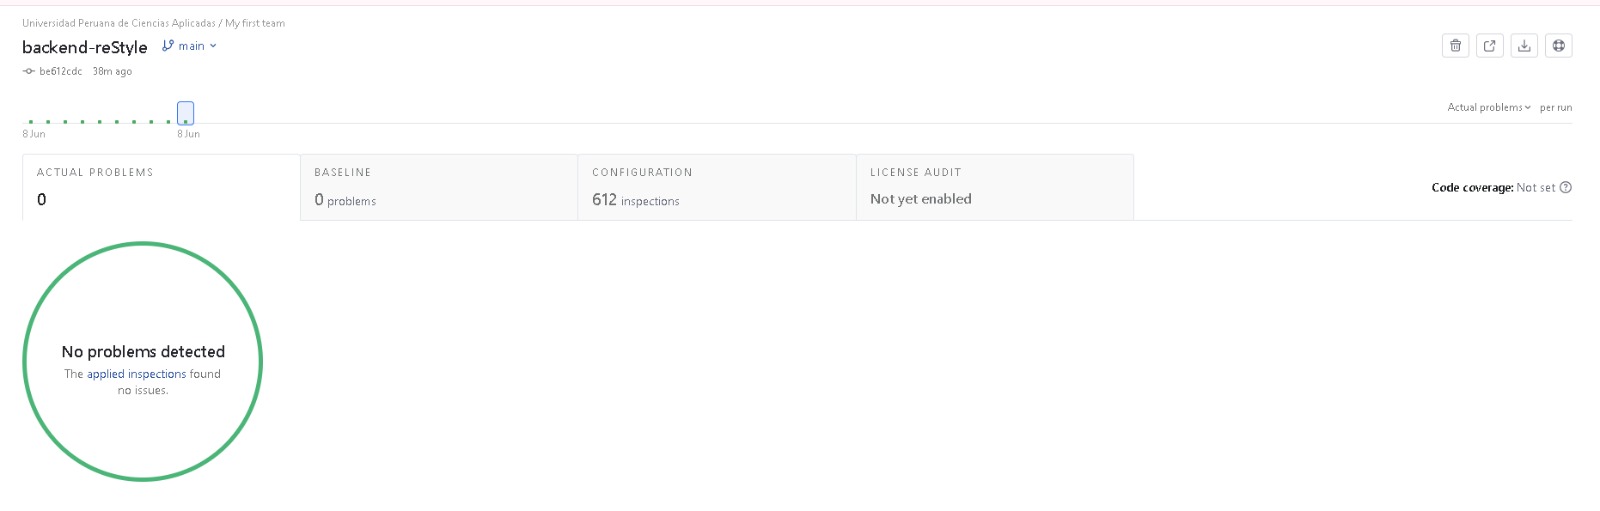 Universidad Peruana de Ciencias Aplicadas / My first team
backend-reStyle main
be612cdc 38m ago
Actual problems per run
8 Jun 8 Jun
ACTUAL PROBLEMS
0
BASELINE
0 problems
CONFIGURATION
612 inspections
LICENSE AUDIT
Not yet enabled
Code coverage: Not set
No problems detected
The applied inspections found
no issues.